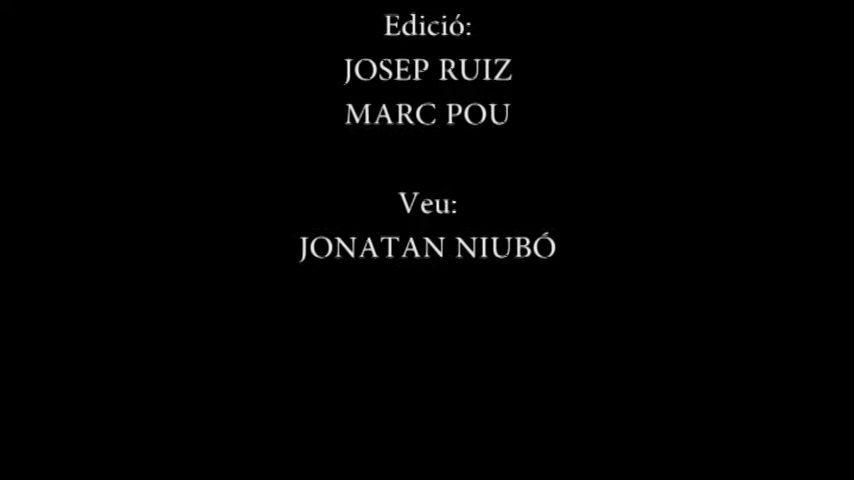 Edició:
JOSEP RUIZ
MARC POU
Veu:
JONATAN NIUBÓ